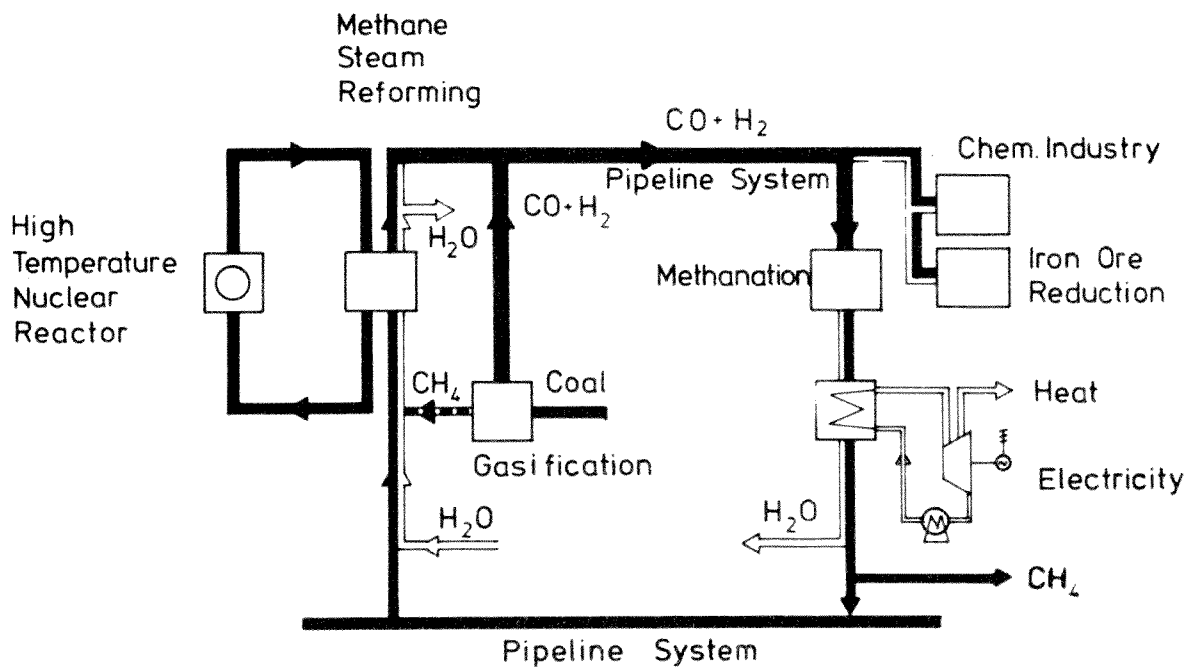 Methane
Steam
Reforming
CO + H₂
Chem. Industry
Pipeline System
CO + H₂
H₂O
High
Temperature
Nuclear
Reactor
Methanation
Iron Ore
Reduction
CH₄
Coal
Heat
Gasification
Electricity
H₂O
H₂O
CH₄
Pipeline System